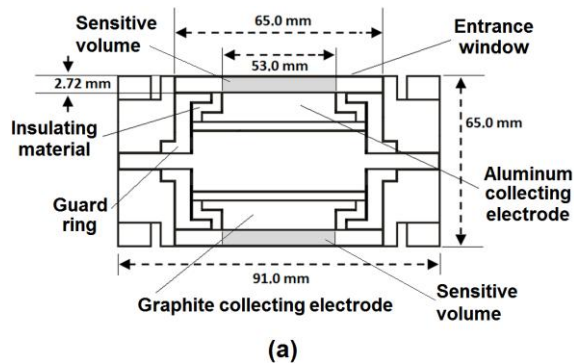 Sensitive
volume
65.0 mm
Entrance
window
53.0 mm
2.72 mm
Insulating
material
65.0 mm
Aluminum
collecting
electrode
Guard
ring
91.0 mm
Graphite collecting electrode
Sensitive
volume
(a)